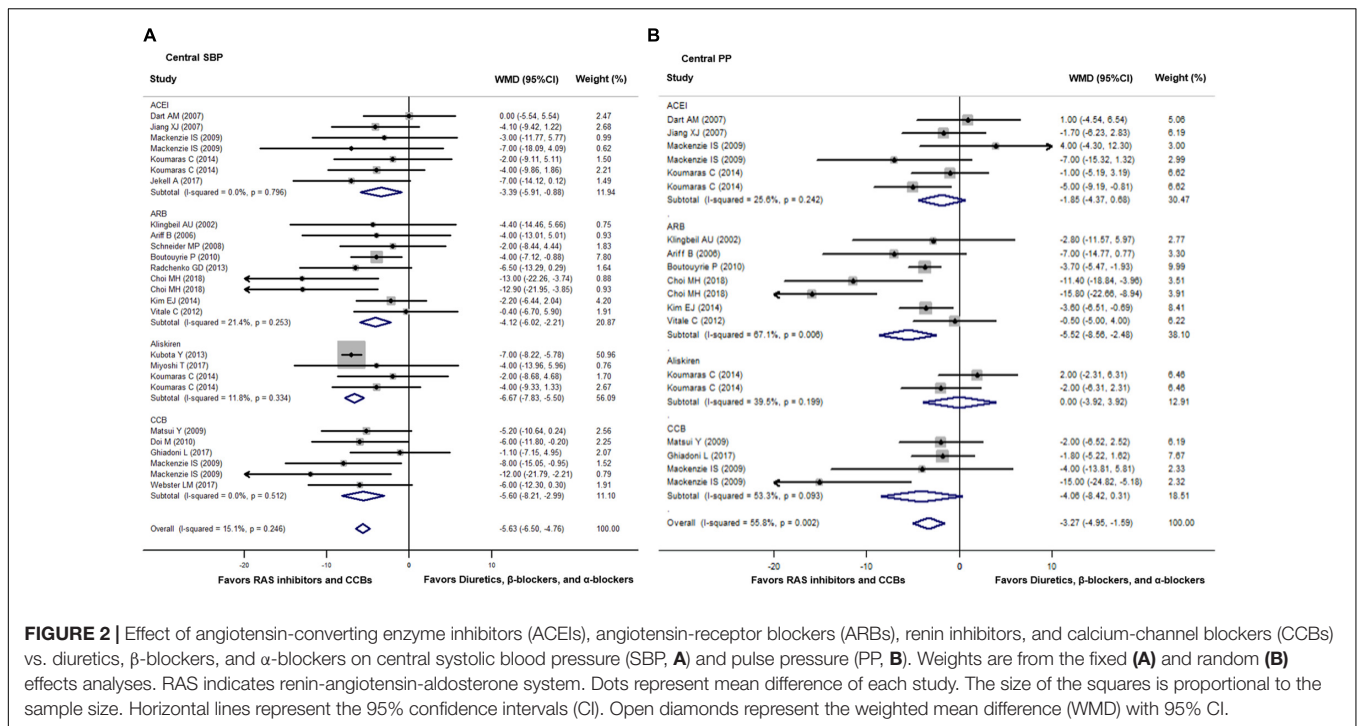 A
Central SBP
Study WMD (95%CI) Weight (%)
ACEI
Dart AM (2007) 0.00 (-5.54, 5.54) 2.47
Jiang XJ (2007) -4.10 (-9.42, 1.22) 2.68
Mackenzie IS (2009) -3.00 (-11.77, 5.77) 0.99
Mackenzie IS (2009) -7.00 (-18.09, 4.09) 0.62
Koumaras C (2014) -2.00 (-9.11, 5.11) 1.50
Koumaras C (2014) -4.00 (-9.86, 1.86) 2.21
Jekell A (2017) -7.00 (-14.12, 0.12) 1.49
Subtotal (I-squared = 0.0%, p = 0.796) -3.39 (-5.91, -0.88) 11.94
ARB
Klingbeil AU (2002) -4.40 (-14.46, 5.66) 0.75
Ariff B (2006) -4.00 (-13.01, 5.01) 0.93
Schneider MP (2008) -2.00 (-8.44, 4.44) 1.83
Boutouyrie P (2010) -4.00 (-7.12, -0.88) 7.80
Radchenko GD (2013) -6.50 (-13.29, 0.29) 1.64
Choi MH (2018) -13.00 (-22.26, -3.74) 0.88
Choi MH (2018) -12.90 (-21.95, -3.85) 0.93
Kim EJ (2014) -2.20 (-6.44, 2.04) 4.20
Vitale C (2012) -0.40 (-6.70, 5.90) 1.91
Subtotal (I-squared = 21.4%, p = 0.253) -4.12 (-6.02, -2.21) 20.87
Aliskiren
Kubota Y (2013) -7.00 (-8.22, -5.78) 50.96
Miyoshi T (2017) -4.00 (-13.96, 5.96) 0.76
Koumaras C (2014) -2.00 (-8.68, 4.68) 1.70
Koumaras C (2014) -4.00 (-9.33, 1.33) 2.67
Subtotal (I-squared = 11.8%, p = 0.334) -6.67 (-7.83, -5.50) 56.09
CCB
Matsui Y (2009) -5.20 (-10.64, 0.24) 2.56
Doi M (2010) -6.00 (-11.80, -0.20) 2.25
Ghiadoni L (2017) -1.10 (-7.15, 4.95) 2.07
Mackenzie IS (2009) -8.00 (-15.05, -0.95) 1.52
Mackenzie IS (2009) -12.00 (-21.79, -2.21) 0.79
Webster LM (2017) -6.00 (-12.30, 0.30) 1.91
Subtotal (I-squared = 0.0%, p = 0.512) -5.60 (-8.21, -2.99) 11.10
Overall (I-squared = 15.1%, p = 0.246) -5.63 (-6.50, -4.76) 100.00
-20 -10 0 10
Favors RAS inhibitors and CCBs Favors Diuretics, β-blockers, and α-blockers
B
Central PP
Study WMD (95%CI) Weight (%)
ACEI
Dart AM (2007) 1.00 (-4.54, 6.54) 5.06
Jiang XJ (2007) -1.70 (-6.23, 2.83) 6.19
Mackenzie IS (2009) 4.00 (-4.30, 12.30) 3.00
Mackenzie IS (2009) -7.00 (-15.32, 1.32) 2.99
Koumaras C (2014) -1.00 (-5.19, 3.19) 6.62
Koumaras C (2014) -5.00 (-9.19, -0.81) 6.62
Subtotal (I-squared = 25.6%, p = 0.242) -1.85 (-4.37, 0.68) 30.47
.
ARB
Klingbeil AU (2002) -2.80 (-11.57, 5.97) 2.77
Ariff B (2006) -7.00 (-14.77, 0.77) 3.30
Boutouyrie P (2010) -3.70 (-5.47, -1.93) 9.99
Choi MH (2018) -11.40 (-18.84, -3.96) 3.51
Choi MH (2018) -15.80 (-22.66, -8.94) 3.91
Kim EJ (2014) -3.60 (-6.51, -0.69) 8.41
Vitale C (2012) -0.50 (-5.00, 4.00) 6.22
Subtotal (I-squared = 67.1%, p = 0.006) -5.52 (-8.56, -2.48) 38.10
.
Aliskiren
Koumaras C (2014) 2.00 (-2.31, 6.31) 6.46
Koumaras C (2014) -2.00 (-6.31, 2.31) 6.46
Subtotal (I-squared = 39.5%, p = 0.199) 0.00 (-3.92, 3.92) 12.91
.
CCB
Matsui Y (2009) -2.00 (-6.52, 2.52) 6.19
Ghiadoni L (2017) -1.80 (-5.22, 1.62) 7.67
Mackenzie IS (2009) -4.00 (-13.81, 5.81) 2.33
Mackenzie IS (2009) -15.00 (-24.82, -5.18) 2.32
Subtotal (I-squared = 53.3%, p = 0.093) -4.06 (-8.42, 0.31) 18.51
.
Overall (I-squared = 55.8%, p = 0.002) -3.27 (-4.95, -1.59) 100.00
-20 -10 0 10
Favors RAS inhibitors and CCBs Favors Diuretics, β-blockers, and α-blockers
FIGURE 2 | Effect of angiotensin-converting enzyme inhibitors (ACEIs), angiotensin-receptor blockers (ARBs), renin inhibitors, and calcium-channel blockers (CCBs)
vs. diuretics, β-blockers, and α-blockers on central systolic blood pressure (SBP, A) and pulse pressure (PP, B). Weights are from the fixed (A) and random (B)
effects analyses. RAS indicates renin-angiotensin-aldosterone system. Dots represent mean difference of each study. The size of the squares is proportional to the
sample size. Horizontal lines represent the 95% confidence intervals (CI). Open diamonds represent the weighted mean difference (WMD) with 95% CI.